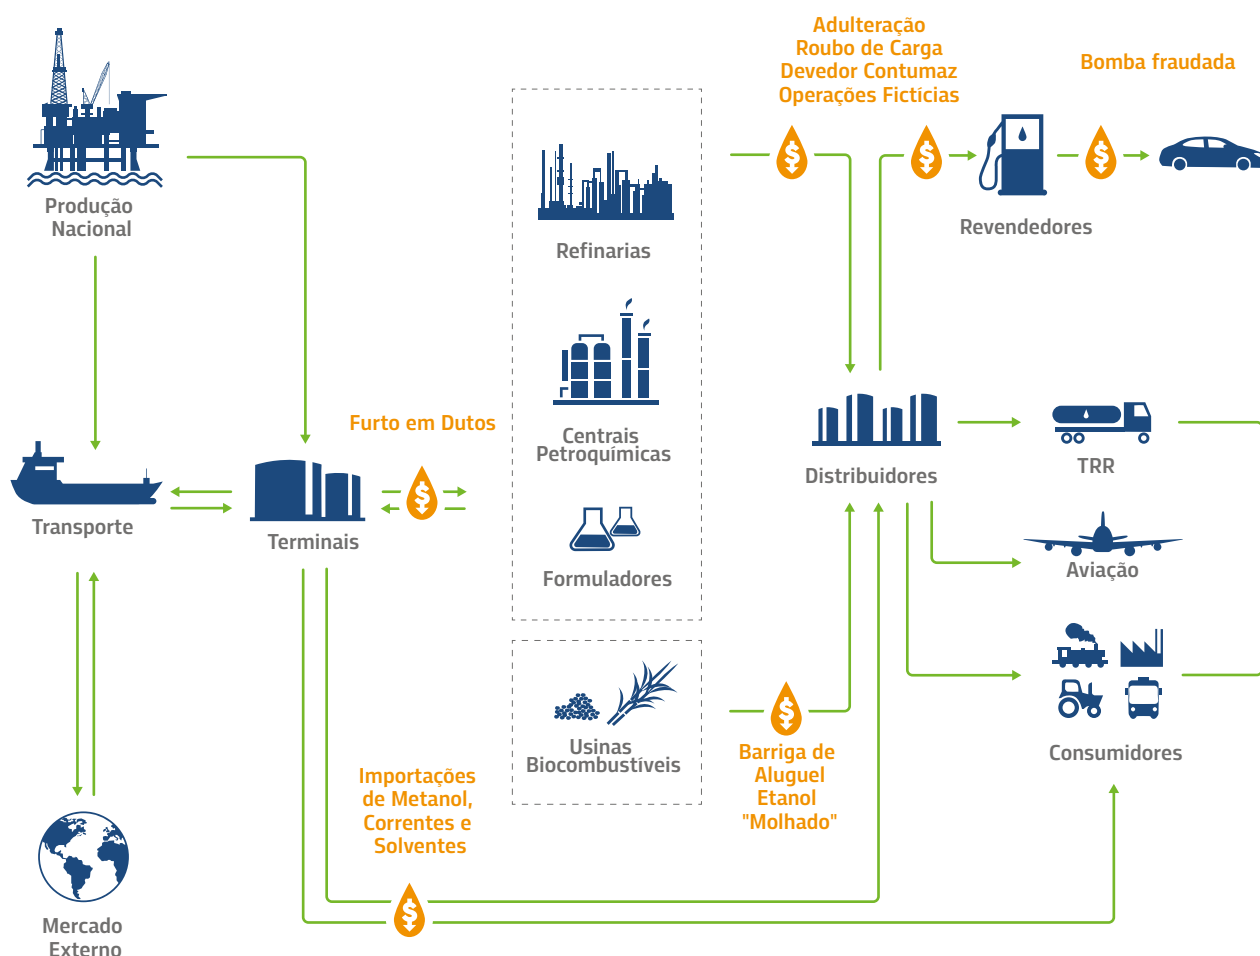 Adulteração
Roubo de Carga
Devedor Contumaz
Operações Fictícias
Bomba fraudada
Produção
Nacional
Revendedores
Refinarias
Furto em Dutos
Centrais
Petroquímicas
Distribuidores
TRR
Transporte
Terminais
Formuladores
Aviação
Usinas
Biocombustíveis
Barriga de
Aluguel
Etanol
"Molhado"
Consumidores
Importações
de Metanol,
Correntes e
Solventes
Mercado
Externo